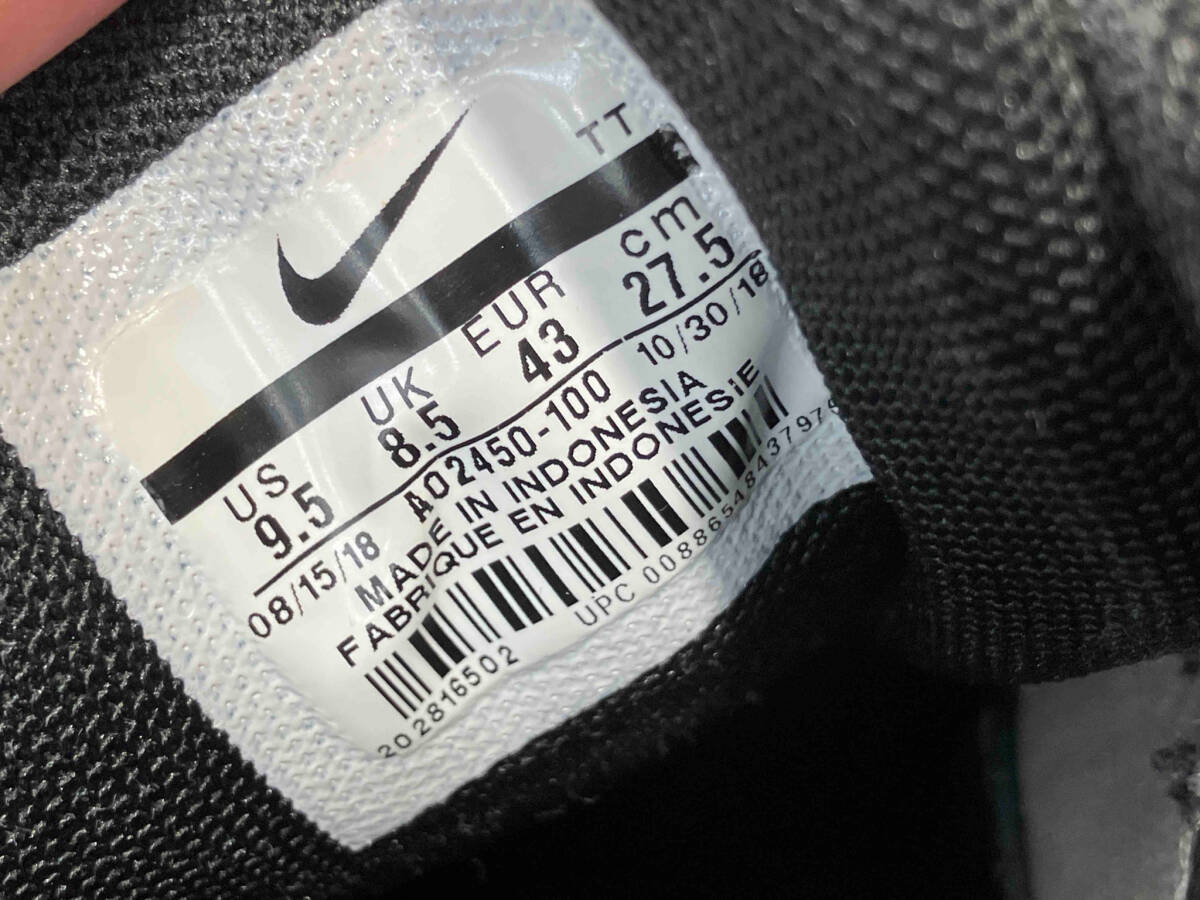 TT
US UK EUR cm
9.5 8.5 43 27.5
08/15/18 AO2450-100 10/30/18
MADE IN INDONESIA
FABRIQUE EN INDONESiE
202816502 UPC